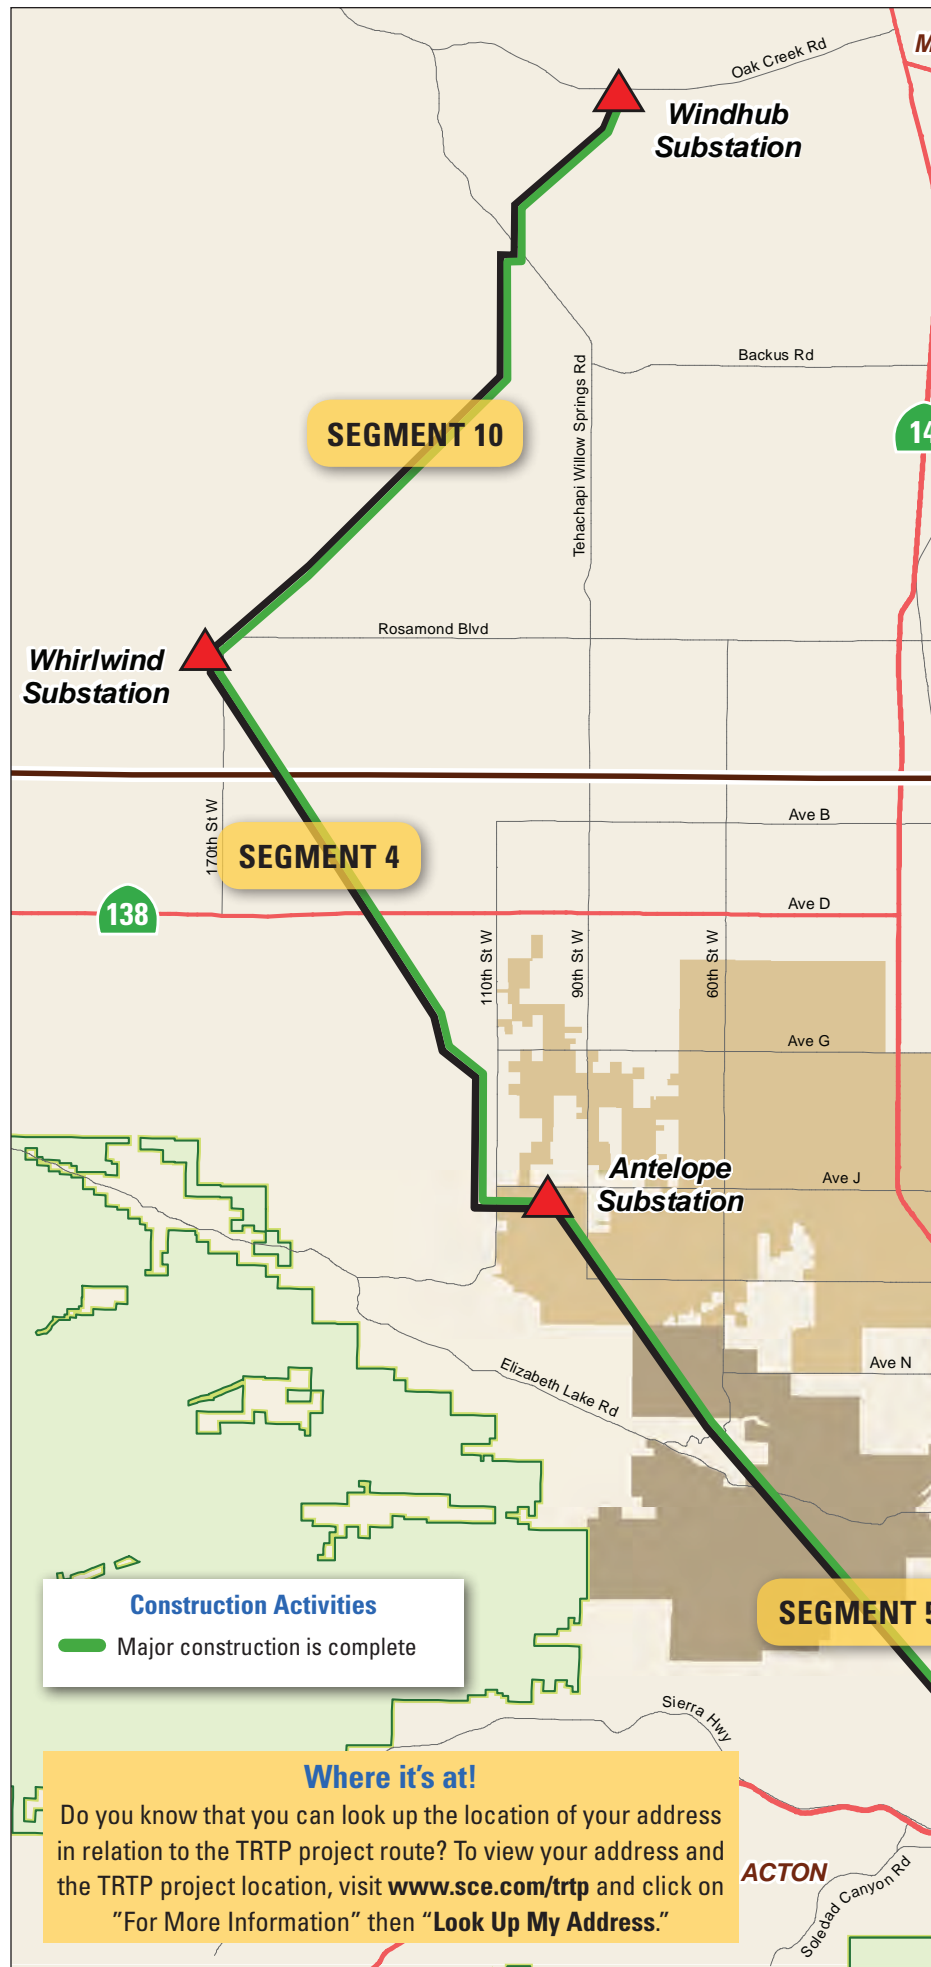 Oak Creek Rd
M
Windhub
Substation
Backus Rd
Tehachapi Willow Springs Rd
14
SEGMENT 10
Rosamond Blvd
Whirlwind
Substation
170th St W
Ave B
SEGMENT 4
138
Ave D
110th St W
90th St W
60th St W
Ave G
Antelope
Substation
Ave J
Ave N
Elizabeth Lake Rd
Construction Activities
Major construction is complete
SEGMENT 5
Sierra Hwy
Where it's at!
Do you know that you can look up the location of your address
in relation to the TRTP project route? To view your address and
the TRTP project location, visit www.sce.com/trtp and click on
"For More Information" then "Look Up My Address."
ACTON
Soledad Canyon Rd